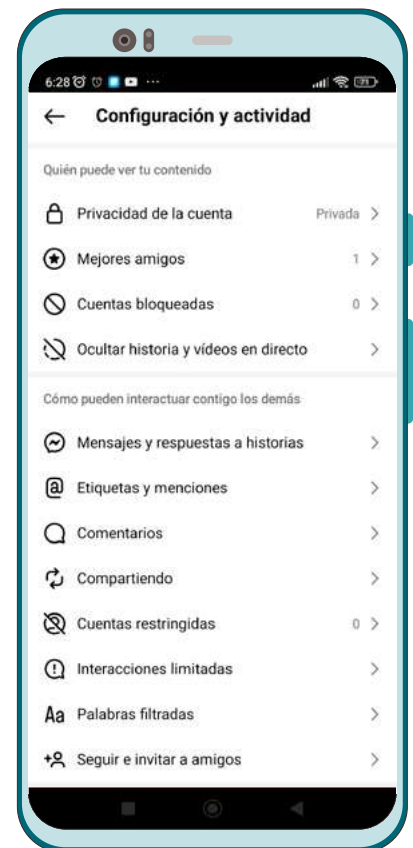 6:28
71
Configuración y actividad
Quién puede ver tu contenido
Privacidad de la cuenta Privada
Mejores amigos 1
Cuentas bloqueadas 0
Ocultar historia y vídeos en directo
Cómo pueden interactuar contigo los demás
Mensajes y respuestas a historias
Etiquetas y menciones
Comentarios
Compartiendo
Cuentas restringidas 0
Interacciones limitadas
Aa Palabras filtradas
Seguir e invitar a amigos